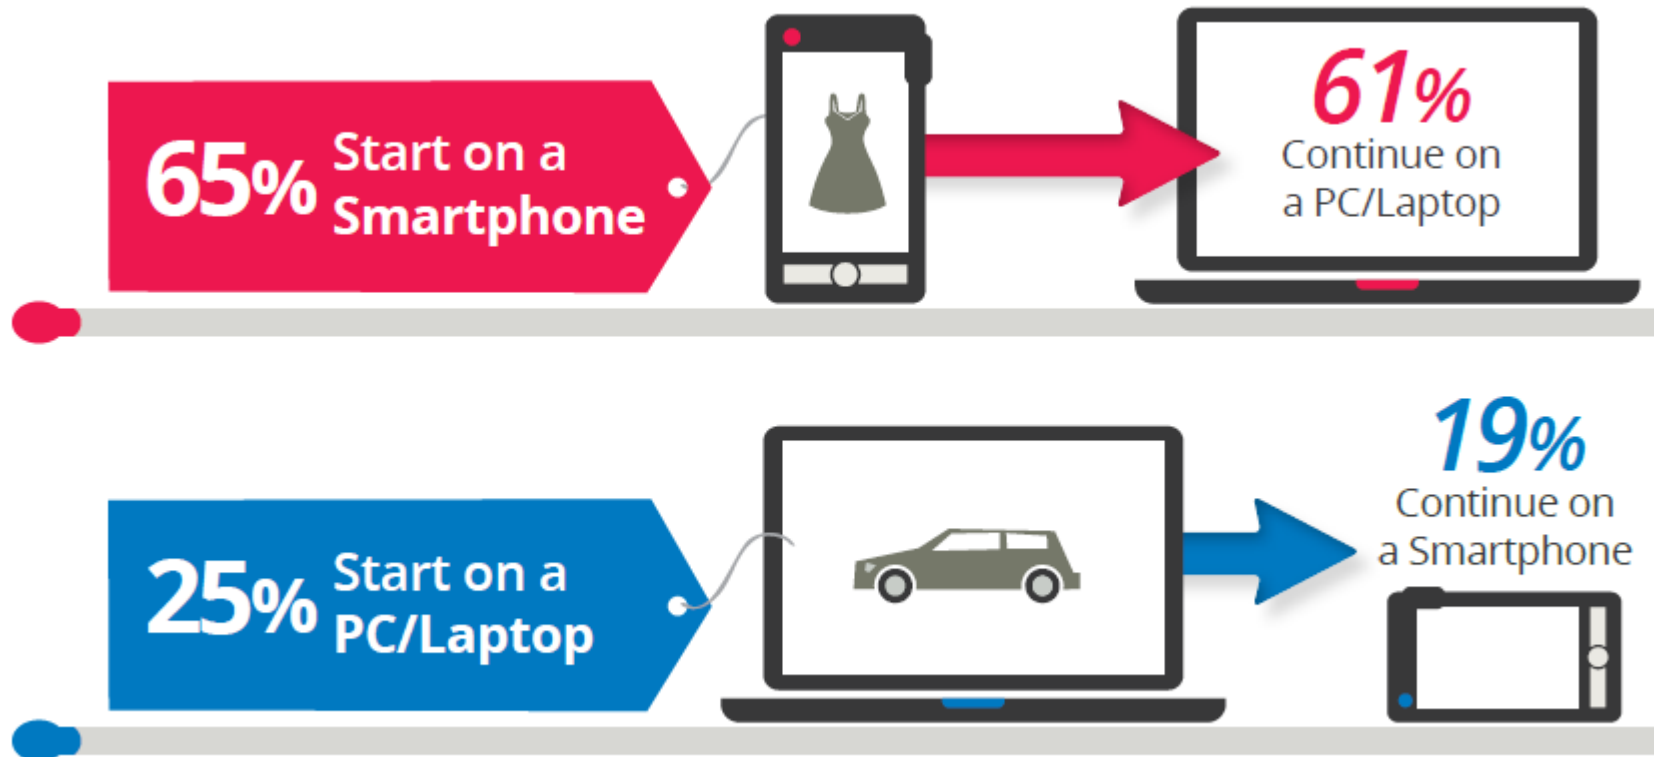 65% Start on a
Smartphone
61%
Continue on
a PC/Laptop
25% Start on a
PC/Laptop
19%
Continue on
a Smartphone